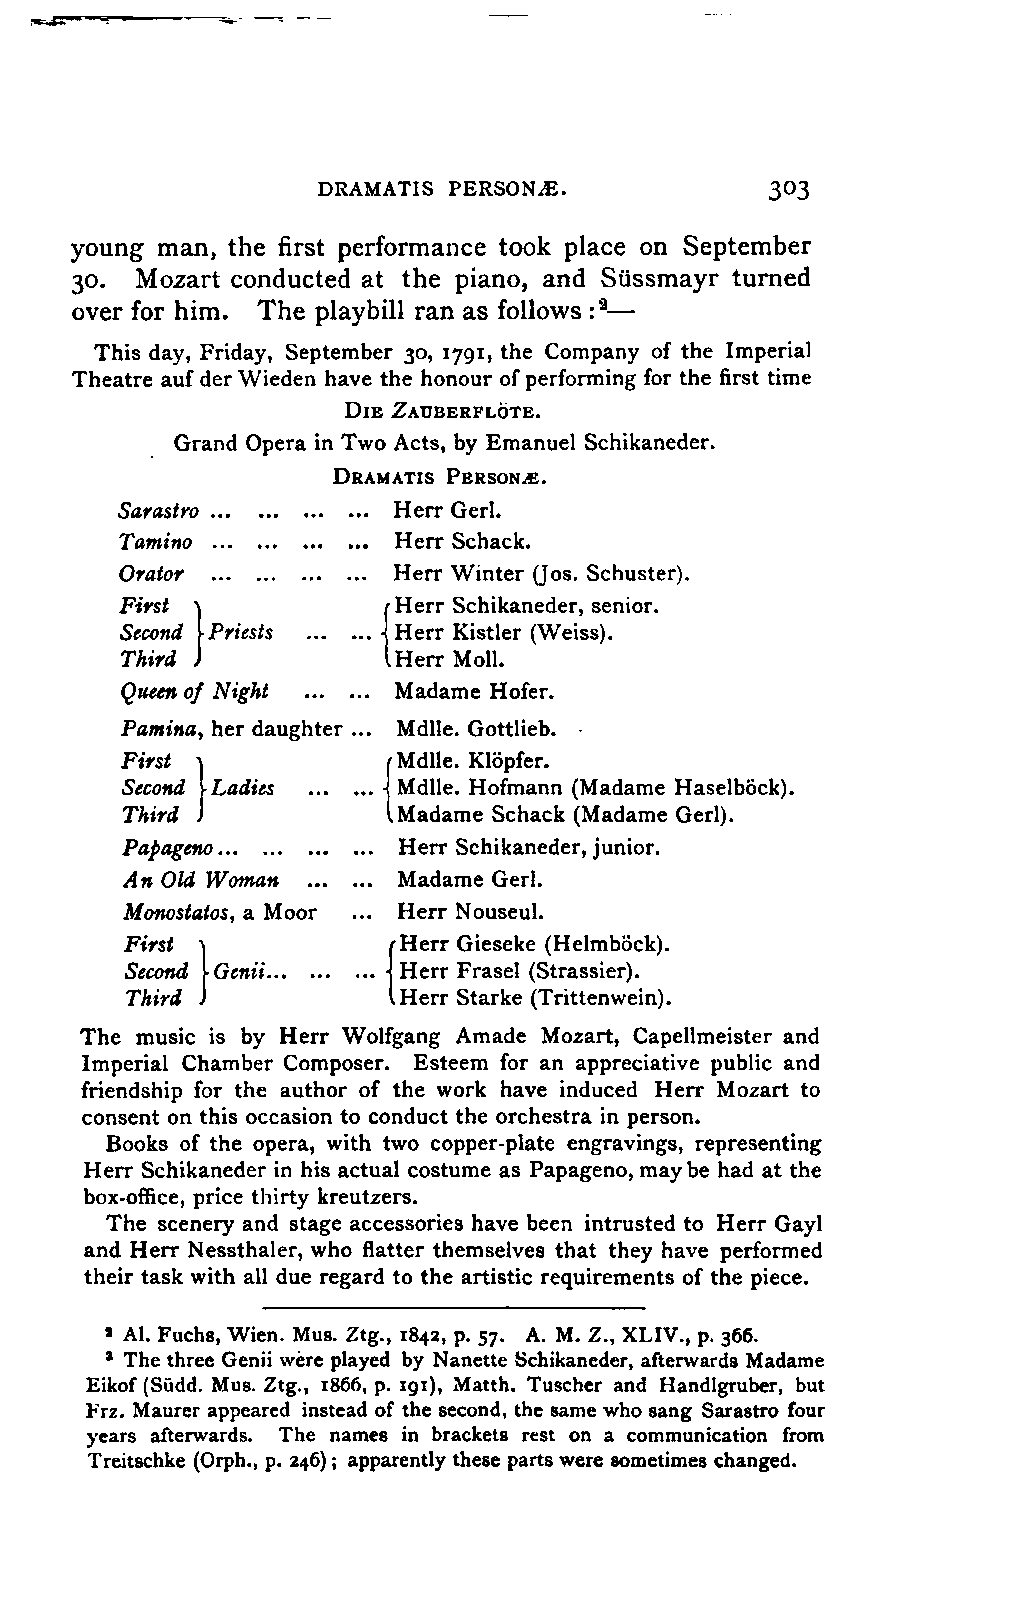 DRAMATIS PERSONÆ. 303
young man, the first performance took place on September
30. Mozart conducted at the piano, and Süssmayr turned
over for him. The playbill ran as follows :³—
This day, Friday, September 30, 1791, the Company of the Imperial
Theatre auf der Wieden have the honour of performing for the first time
DIE ZAUBERFLÖTE.
Grand Opera in Two Acts, by Emanuel Schikaneder.
DRAMATIS PERSONÆ.
Sarastro ... ... ... ... Herr Gerl.
Tamino ... ... ... ... Herr Schack.
Orator ... ... ... ... Herr Winter (Jos. Schuster).
First Herr Schikaneder, senior.
Second } Priests ... ... { Herr Kistler (Weiss).
Third Herr Moll.
Queen of Night ... ... Madame Hofer.
Pamina, her daughter ... Mdlle. Gottlieb.
First Mdlle. Klöpfer.
Second } Ladies ... ... { Mdlle. Hofmann (Madame Haselböck).
Third Madame Schack (Madame Gerl).
Papageno ... ... ... ... Herr Schikaneder, junior.
An Old Woman ... ... Madame Gerl.
Monostatos, a Moor ... Herr Nouseul.
First Herr Gieseke (Helmböck).
Second } Genii ... ... ... { Herr Frasel (Strassier).
Third Herr Starke (Trittenwein).
The music is by Herr Wolfgang Amade Mozart, Capellmeister and
Imperial Chamber Composer. Esteem for an appreciative public and
friendship for the author of the work have induced Herr Mozart to
consent on this occasion to conduct the orchestra in person.
Books of the opera, with two copper-plate engravings, representing
Herr Schikaneder in his actual costume as Papageno, may be had at the
box-office, price thirty kreutzers.
The scenery and stage accessories have been intrusted to Herr Gayl
and Herr Nessthaler, who flatter themselves that they have performed
their task with all due regard to the artistic requirements of the piece.
² Al. Fuchs, Wien. Mus. Ztg., 1842, p. 57. A. M. Z., XLIV., p. 366.
³ The three Genii were played by Nanette Schikaneder, afterwards Madame
Eikof (Südd. Mus. Ztg., 1866, p. 191), Matth. Tuscher and Handlgruber, but
Frz. Maurer appeared instead of the second, the same who sang Sarastro four
years afterwards. The names in brackets rest on a communication from
Treitschke (Orph., p. 246); apparently these parts were sometimes changed.